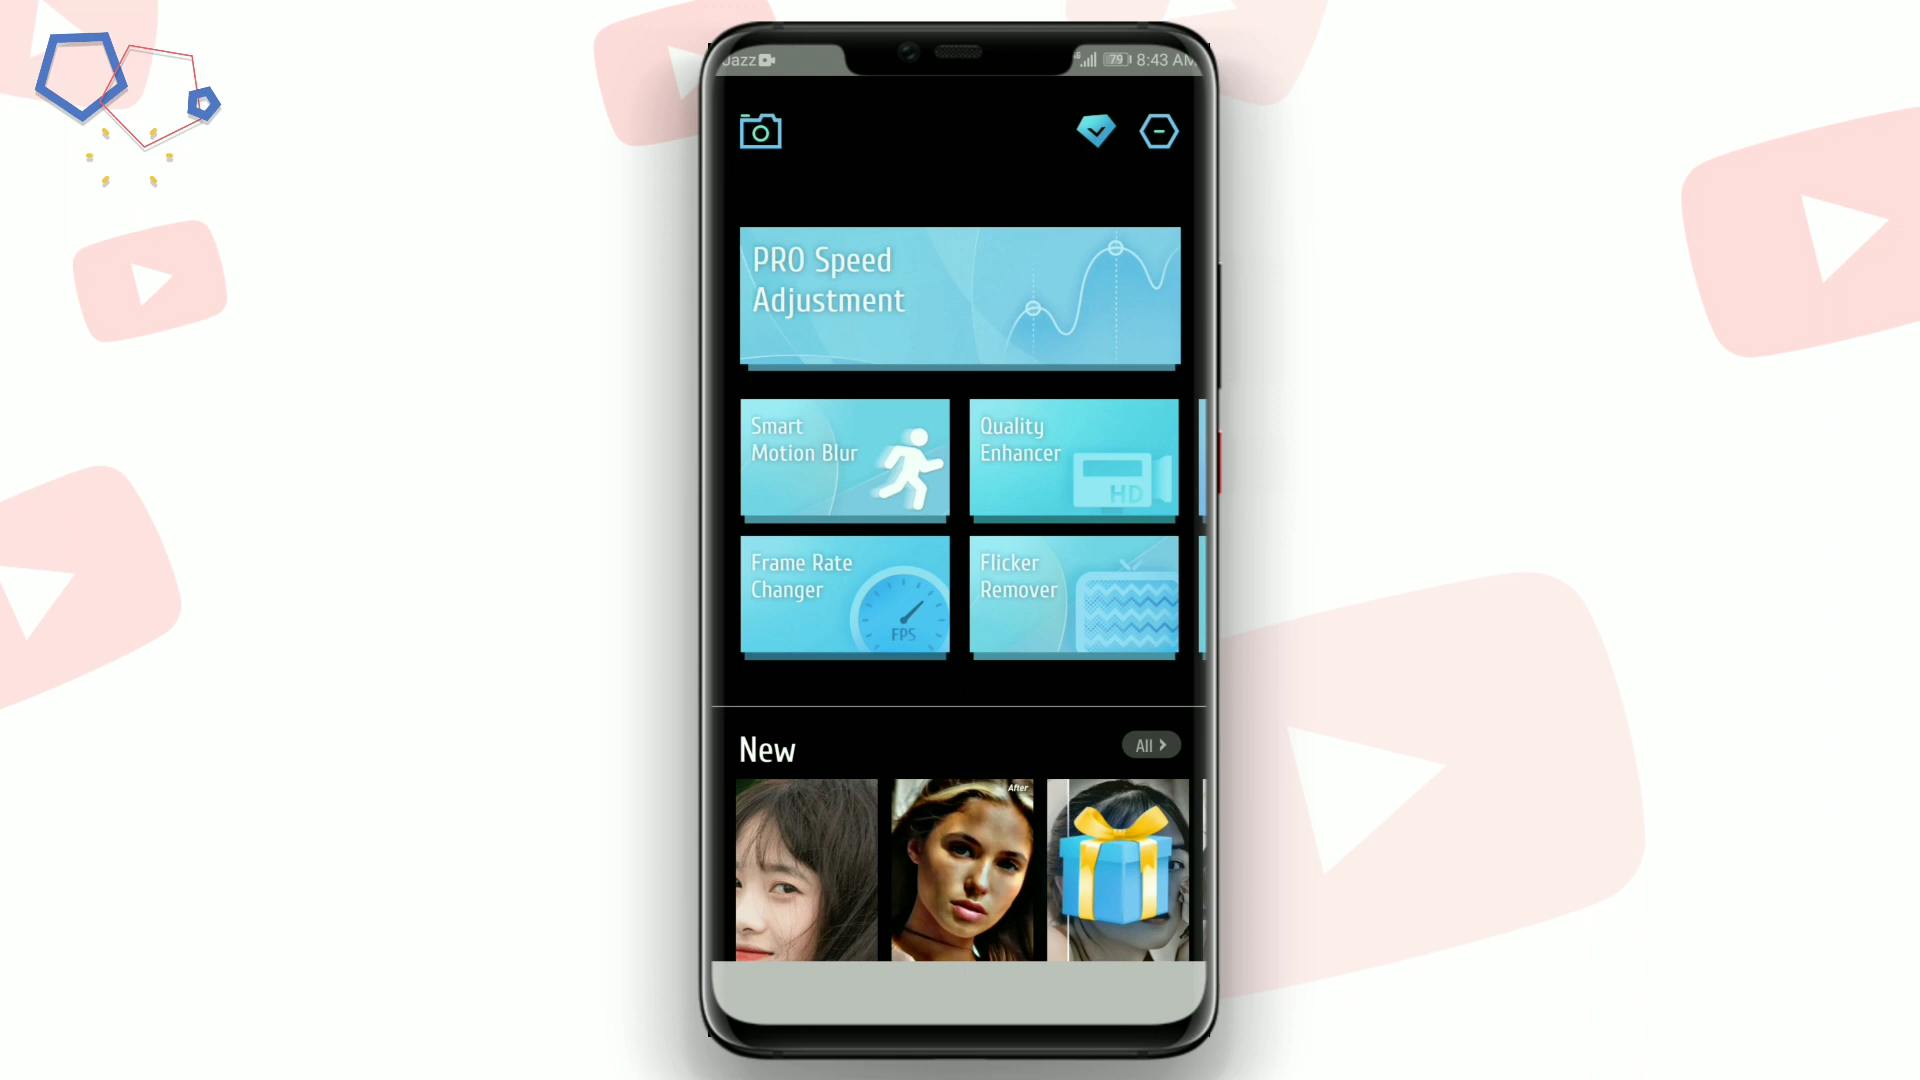 Jazz
79 8:43 AM
PRO Speed
Adjustment
Smart
Motion Blur
Quality
Enhancer
HD
Frame Rate
Changer
FPS
Flicker
Remover
New
All
After